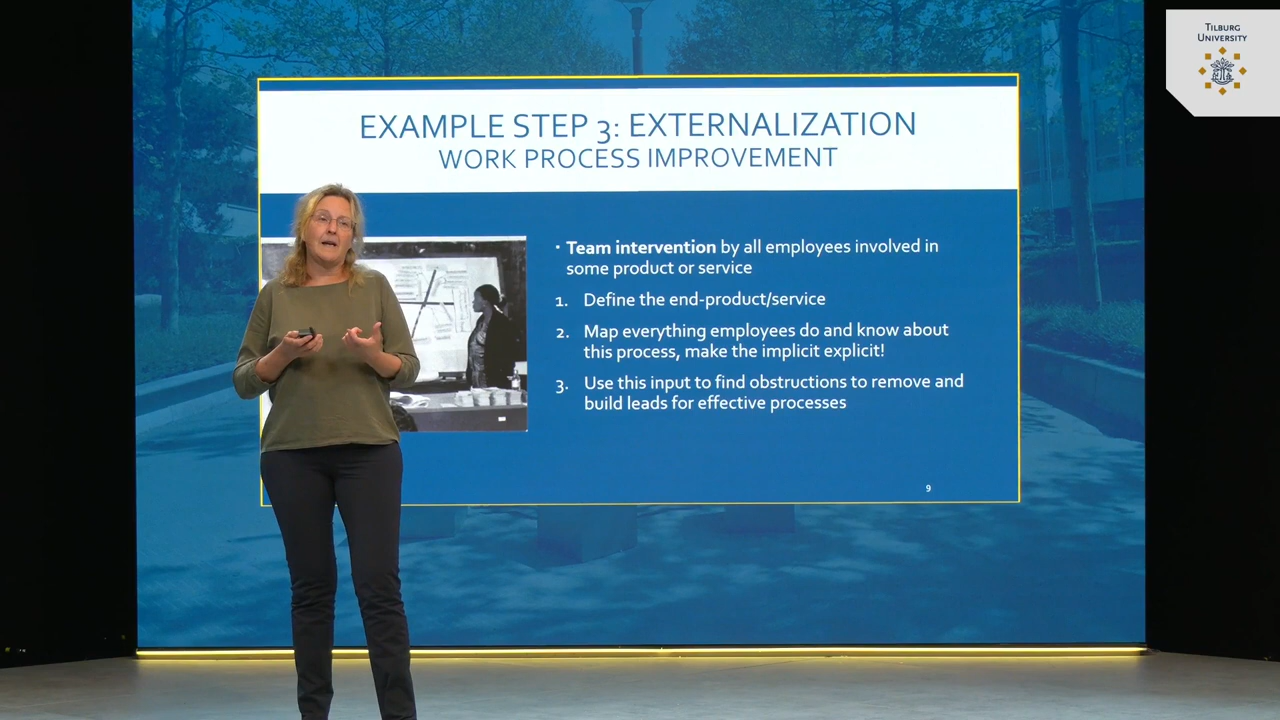 TILBURG
UNIVERSITY
EXAMPLE STEP 3: EXTERNALIZATION
WORK PROCESS IMPROVEMENT
• Team intervention by all employees involved in
some product or service
1. Define the end-product/service
2. Map everything employees do and know about
this process, make the implicit explicit!
3. Use this input to find obstructions to remove and
build leads for effective processes
9